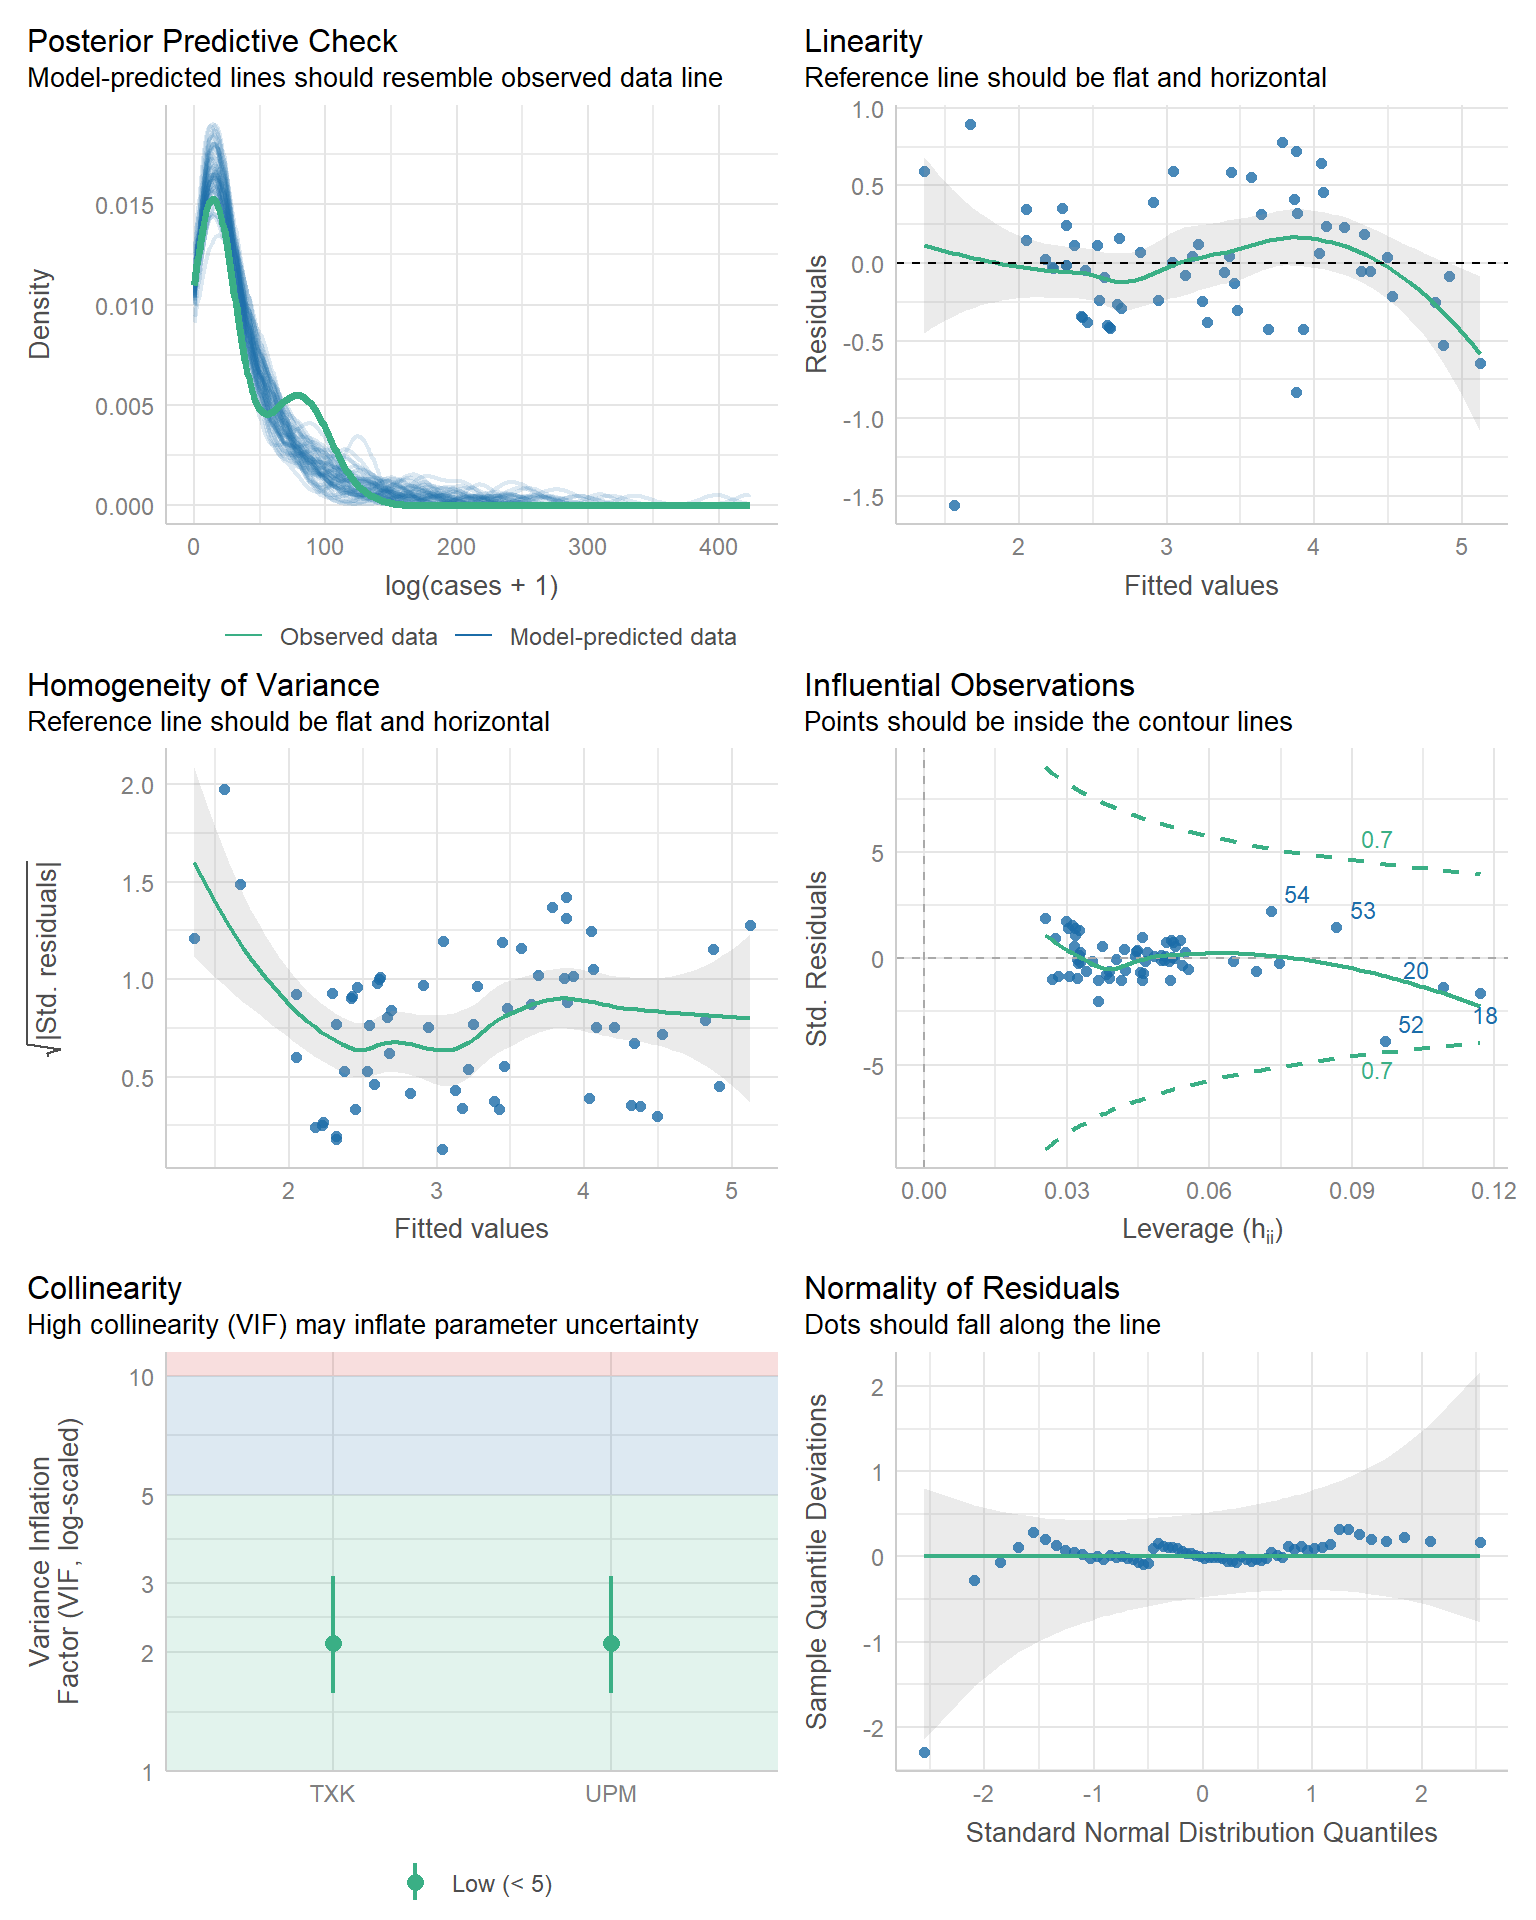 Posterior Predictive Check
Model-predicted lines should resemble observed data line
Density
0.015
0.010
0.005
0.000
0
100
200
300
400
log(cases + 1)
Observed data
Model-predicted data
Linearity
Reference line should be flat and horizontal
Residuals
1.0
0.5
0.0
-0.5
-1.0
-1.5
2
3
4
5
Fitted values
Homogeneity of Variance
Reference line should be flat and horizontal
√|Std. residuals|
2.0
1.5
1.0
0.5
2
3
4
5
Fitted values
Influential Observations
Points should be inside the contour lines
Std. Residuals
5
0
-5
0.7
54
53
20
18
52
0.7
0.00
0.03
0.06
0.09
0.12
Leverage (hii)
Collinearity
High collinearity (VIF) may inflate parameter uncertainty
Variance Inflation
Factor (VIF, log-scaled)
10
5
3
2
1
TXK
UPM
Low (< 5)
Normality of Residuals
Dots should fall along the line
Sample Quantile Deviations
2
1
0
-1
-2
-2
-1
0
1
2
Standard Normal Distribution Quantiles